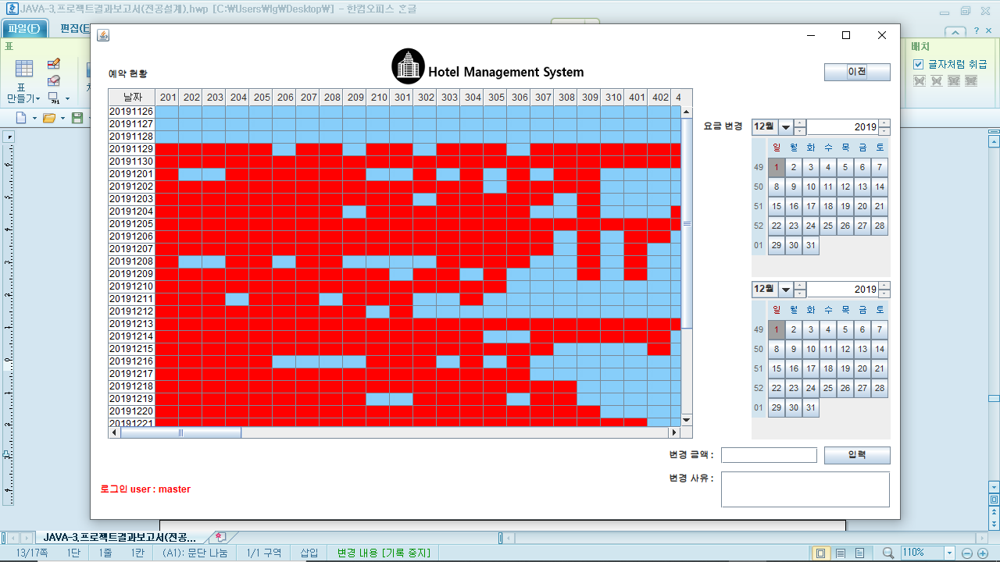 JAVA-3.프로젝트결과보고서(전공설계).hwp [C:\Users\lg\Desktop\] - 한컴오피스 한글
파일(F)
편집(E
표
표
만들기
배치
글자처럼 취급
예약 현황
Hotel Management System
이전
날짜 201 202 203 204 205 206 207 208 209 210 301 302 303 304 305 306 307 308 309 310 401 402 4
20191126
20191127
20191128
20191129
20191130
20191201
20191202
20191203
20191204
20191205
20191206
20191207
20191208
20191209
20191210
20191211
20191212
20191213
20191214
20191215
20191216
20191217
20191218
20191219
20191220
20191221
요금 변경 12월 2019
일 월 화 수 목 금 토
49 1 2 3 4 5 6 7
50 8 9 10 11 12 13 14
51 15 16 17 18 19 20 21
52 22 23 24 25 26 27 28
01 29 30 31
12월 2019
일 월 화 수 목 금 토
49 1 2 3 4 5 6 7
50 8 9 10 11 12 13 14
51 15 16 17 18 19 20 21
52 22 23 24 25 26 27 28
01 29 30 31
변경 금액 : 입력
변경 사유 :
로그인 user : master
JAVA-3.프로젝트결과보고서(전공...
13/17쪽 1단 1줄 1칸 (A1): 문단 나눔 1/1 구역 삽입 변경 내용 [기록 중지] 110%